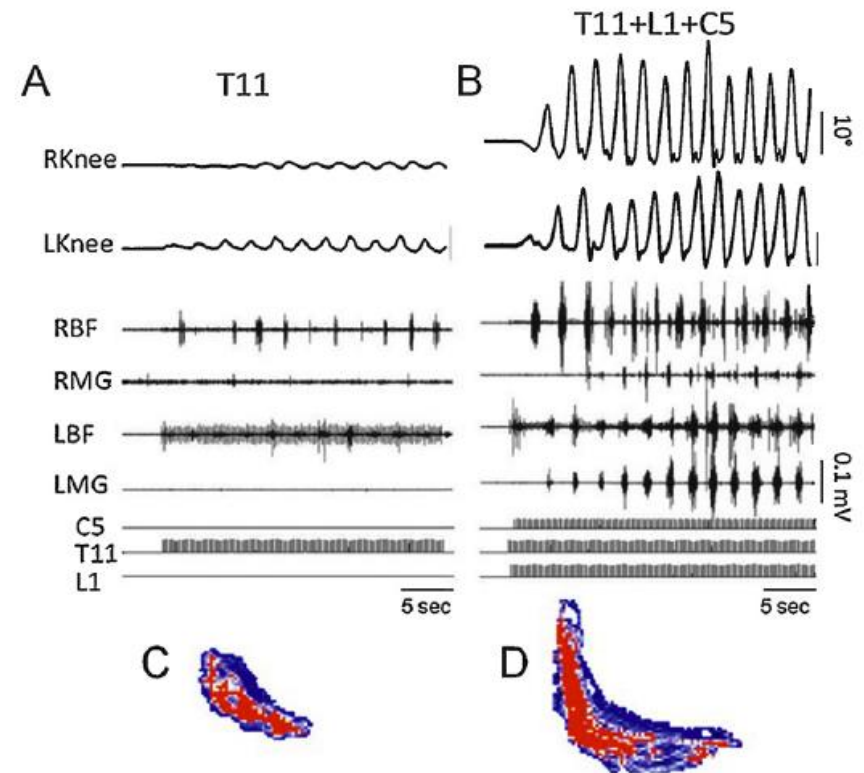 T11+L1+C5
A T11 B
10°
RKnee
LKnee
RBF
RMG
LBF
LMG
0.1 mV
C5
T11
L1
5 sec 5 sec
C D